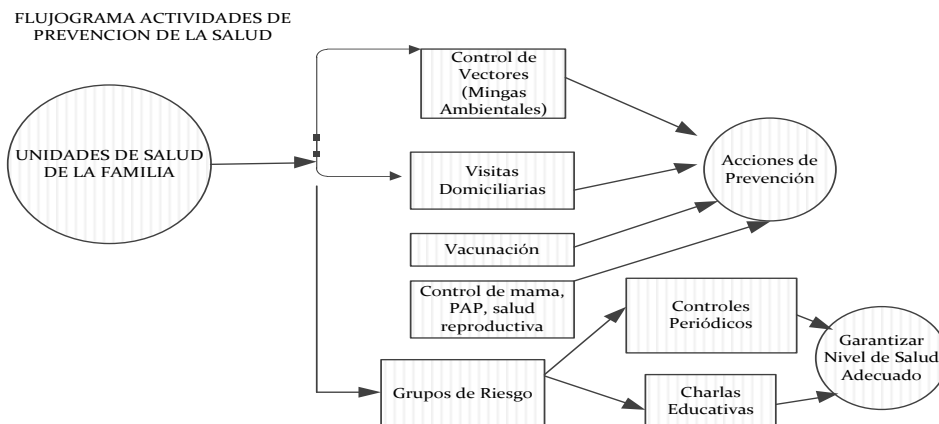 FLUJOGRAMA ACTIVIDADES DE
PREVENCION DE LA SALUD
UNIDADES DE SALUD
DE LA FAMILIA
Control de
Vectores
(Mingas
Ambientales)
Visitas
Domiciliarias
Vacunación
Control de mama,
PAP, salud
reproductiva
Grupos de Riesgo
Acciones de
Prevención
Controles
Periódicos
Charlas
Educativas
Garantizar
Nivel de Salud
Adecuado